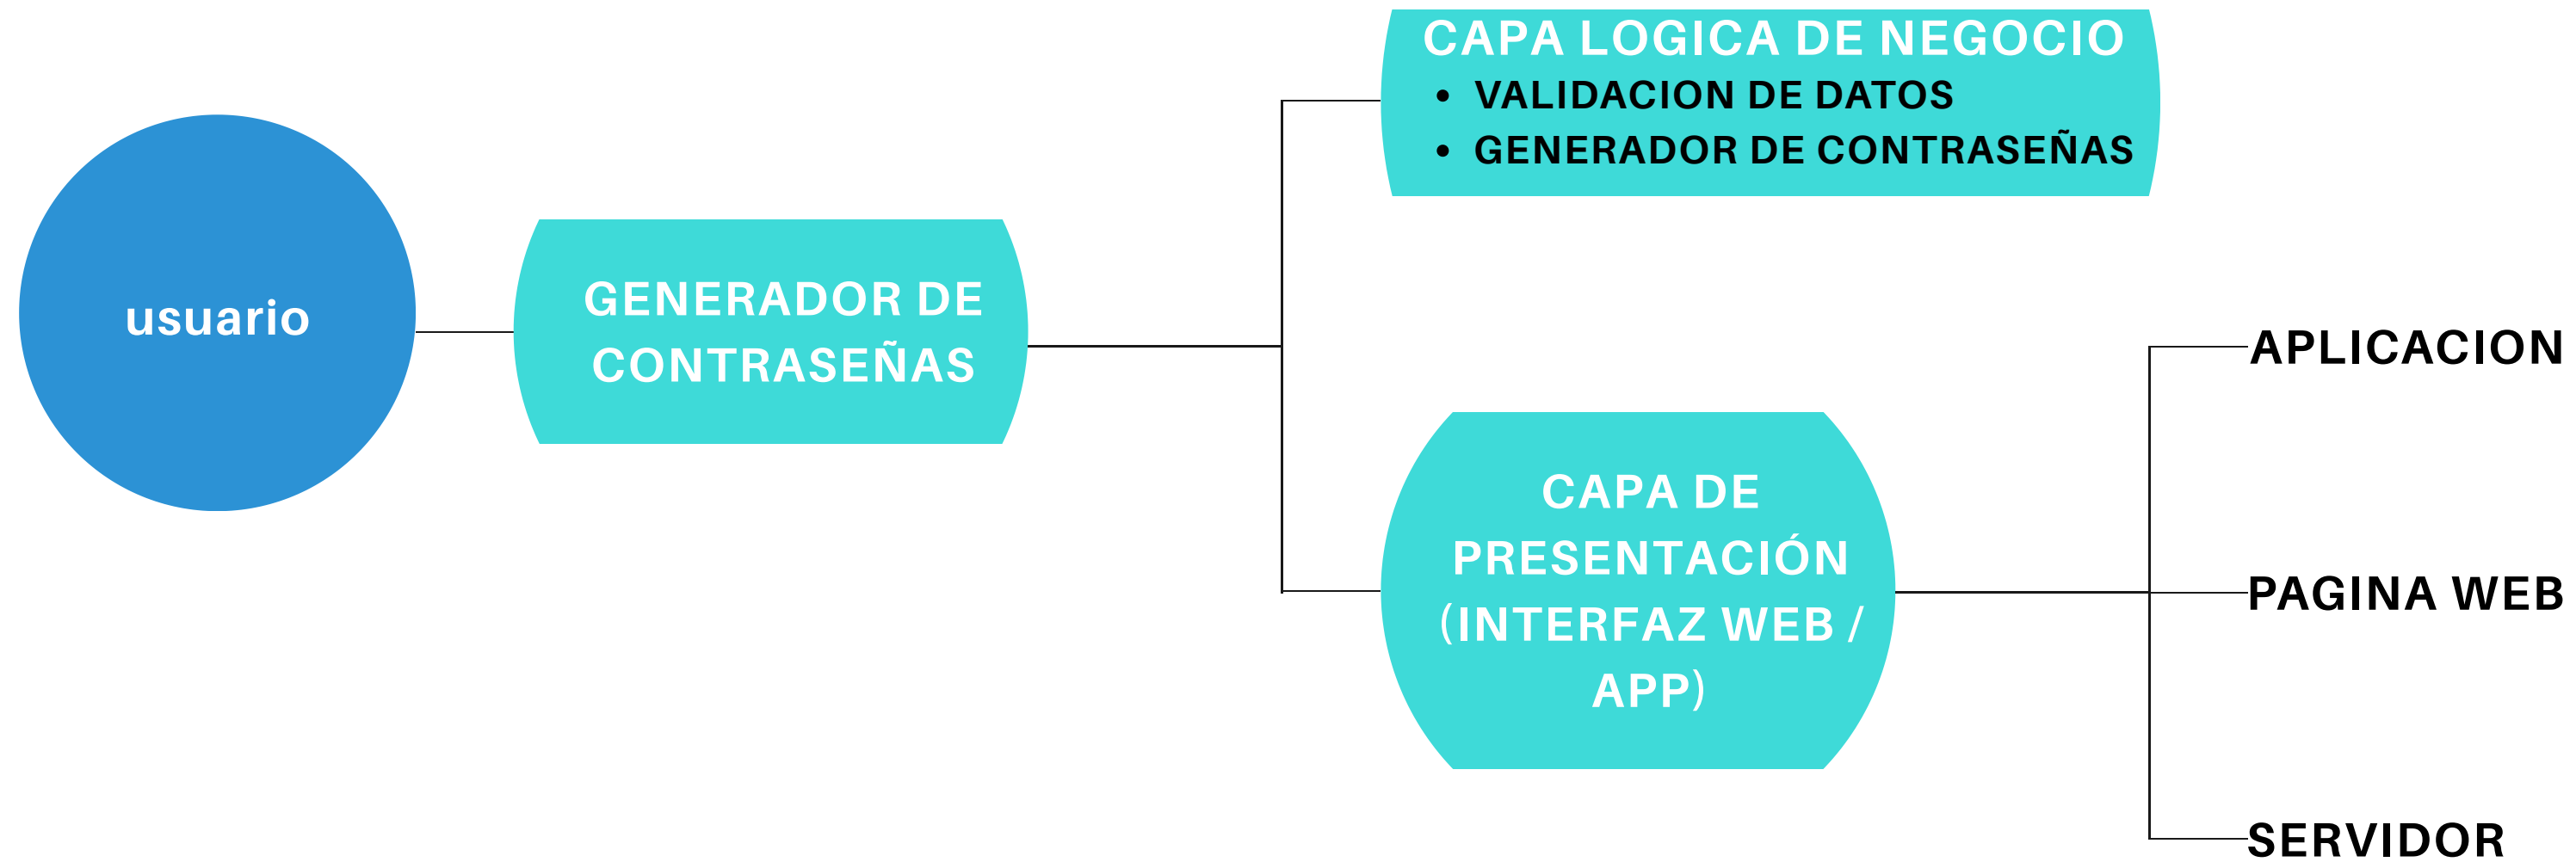 usuario
GENERADOR DE
CONTRASEÑAS
CAPA LOGICA DE NEGOCIO
• VALIDACION DE DATOS
• GENERADOR DE CONTRASEÑAS
CAPA DE
PRESENTACIÓN
(INTERFAZ WEB /
APP)
APLICACION
PAGINA WEB
SERVIDOR